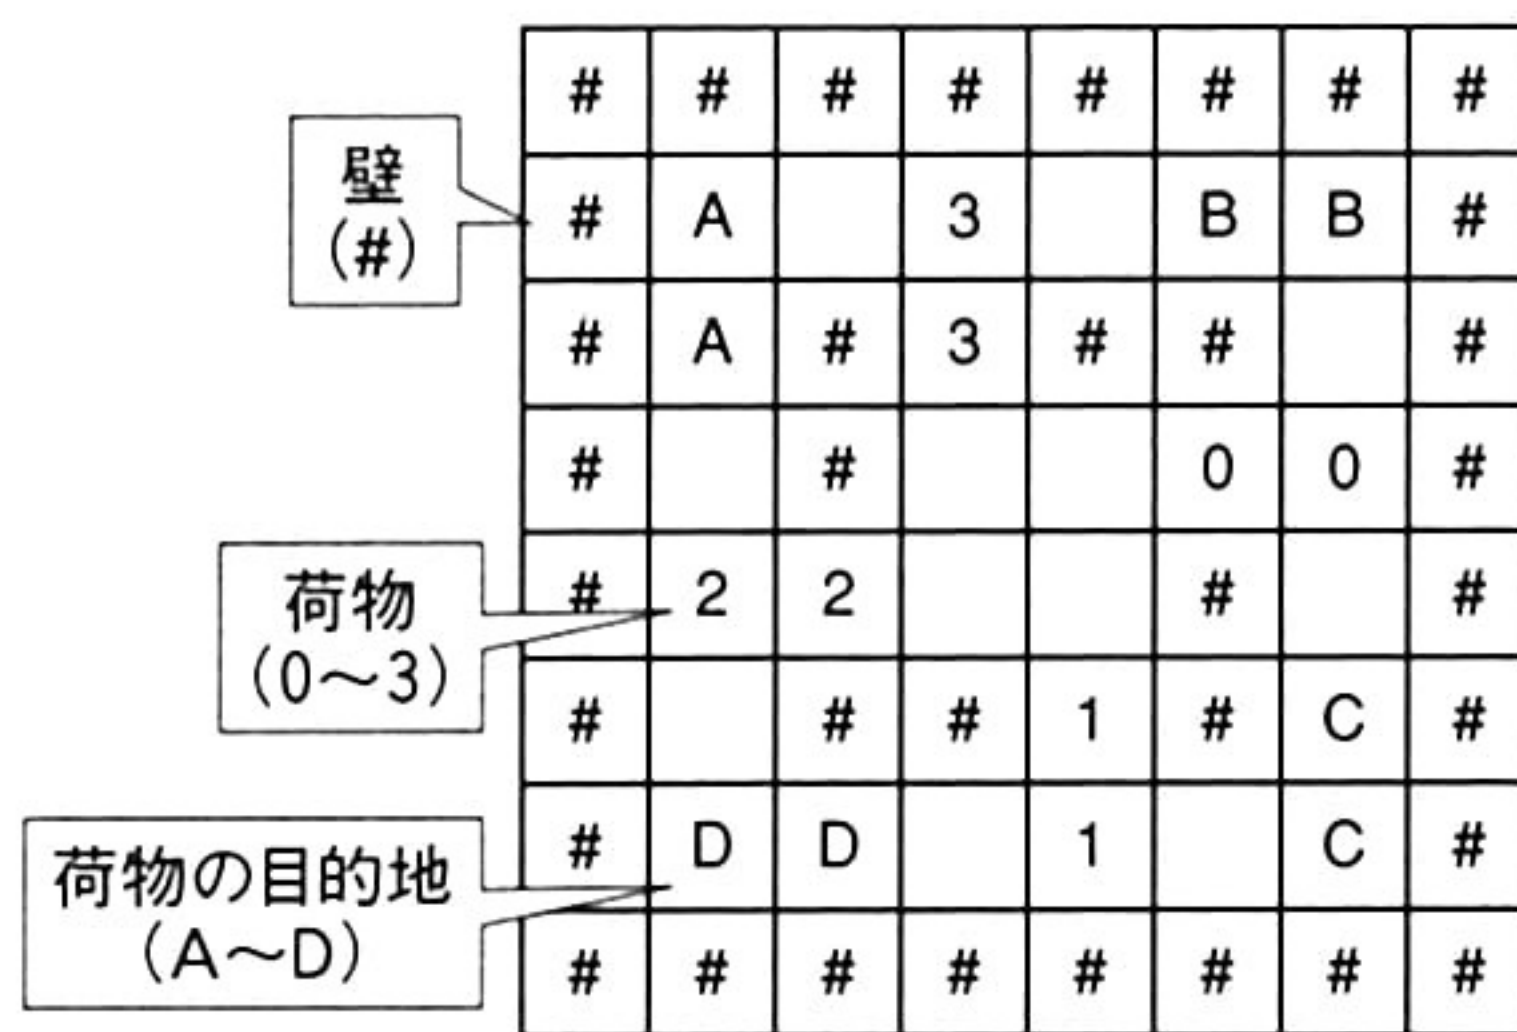 # # # # # # # #
壁
(#)
# A 3 B B #
# A # 3 # # #
# # 0 0 #
荷物
(0〜3)
# 2 2 # #
# # # 1 # C #
荷物の目的地
(A〜D)
# D D 1 C #
# # # # # # # #